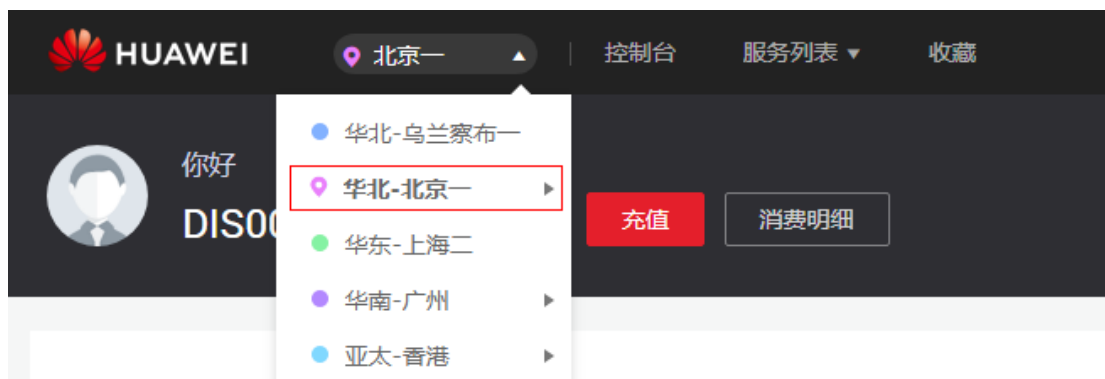 HUAWEI 北京一 控制台 服务列表 收藏
华北-乌兰察布一
你好
华北-北京一
DIS00
充值 消费明细
华东-上海二
华南-广州
亚太-香港